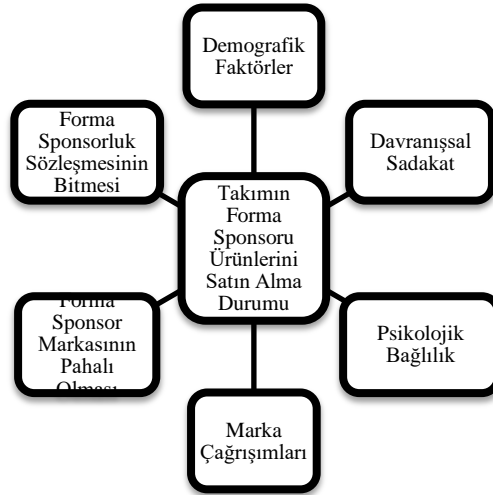 Demografik
Faktörler
Forma
Sponsorluk
Sözleşmesinin
Bitmesi
Davranışsal
Sadakat
Takımın
Forma
Sponsoru
Ürünlerini
Satın Alma
Durumu
Forma
Sponsor
Markasının
Pahalı
Olması
Psikolojik
Bağlılık
Marka
Çağrışımları